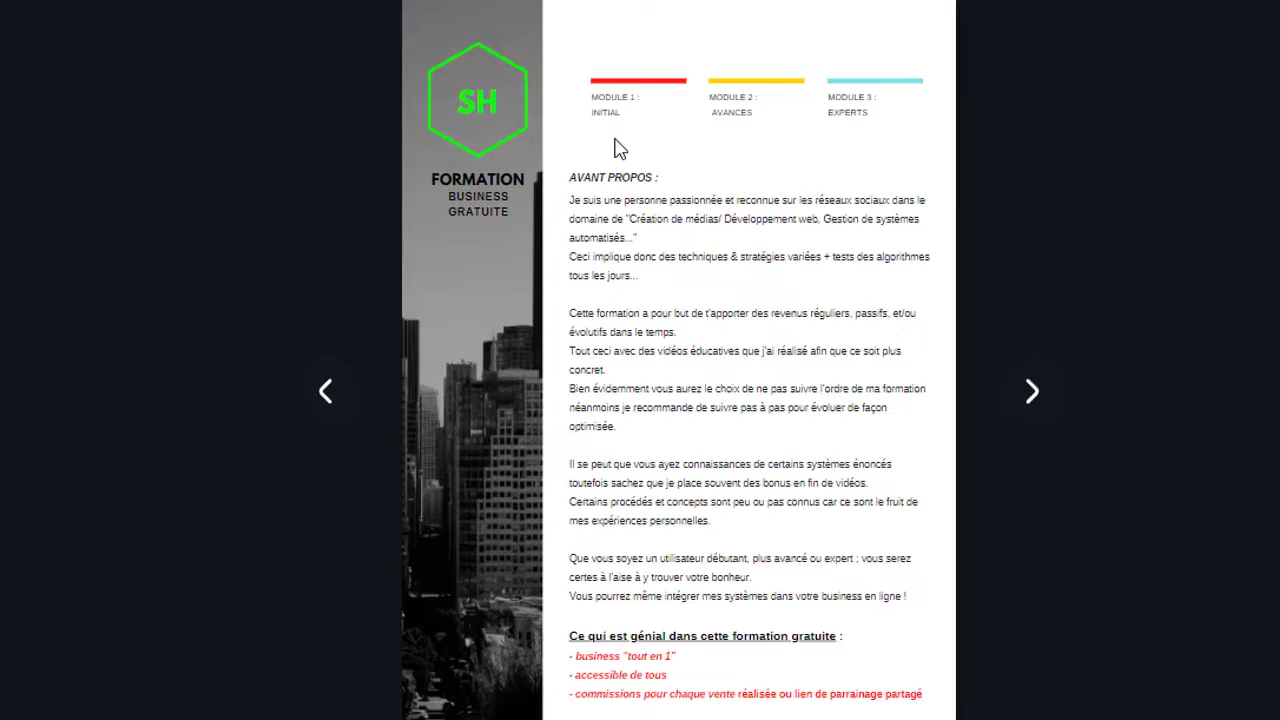 SH
FORMATION
BUSINESS
GRATUITE
MODULE 1 :
INITIAL
MODULE 2 :
AVANCES
MODULE 3 :
EXPERTS
AVANT PROPOS :
Je suis une personne passionnée et reconnue sur les réseaux sociaux dans le
domaine de "Création de médias/ Développement web, Gestion de systèmes
automatisés..."
Ceci implique donc des techniques & stratégies variées + tests des algorithmes
tous les jours...
Cette formation a pour but de t'apporter des revenus réguliers, passifs, et/ou
évolutifs dans le temps.
Tout ceci avec des vidéos éducatives que j'ai réalisé afin que ce soit plus
concret.
Bien évidemment vous aurez le choix de ne pas suivre l'ordre de ma formation
néanmoins je recommande de suivre pas à pas pour évoluer de façon
optimisée.
Il se peut que vous ayez connaissances de certains systèmes énoncés
toutefois sachez que je place souvent des bonus en fin de vidéos.
Certains procédés et concepts sont peu ou pas connus car ce sont le fruit de
mes expériences personnelles.
Que vous soyez un utilisateur débutant, plus avancé ou expert ; vous serez
certes à l'aise à y trouver votre bonheur.
Vous pourrez même intégrer mes systèmes dans votre business en ligne !
Ce qui est génial dans cette formation gratuite :
- business "tout en 1"
- accessible de tous
- commissions pour chaque vente réalisée ou lien de parrainage partagé